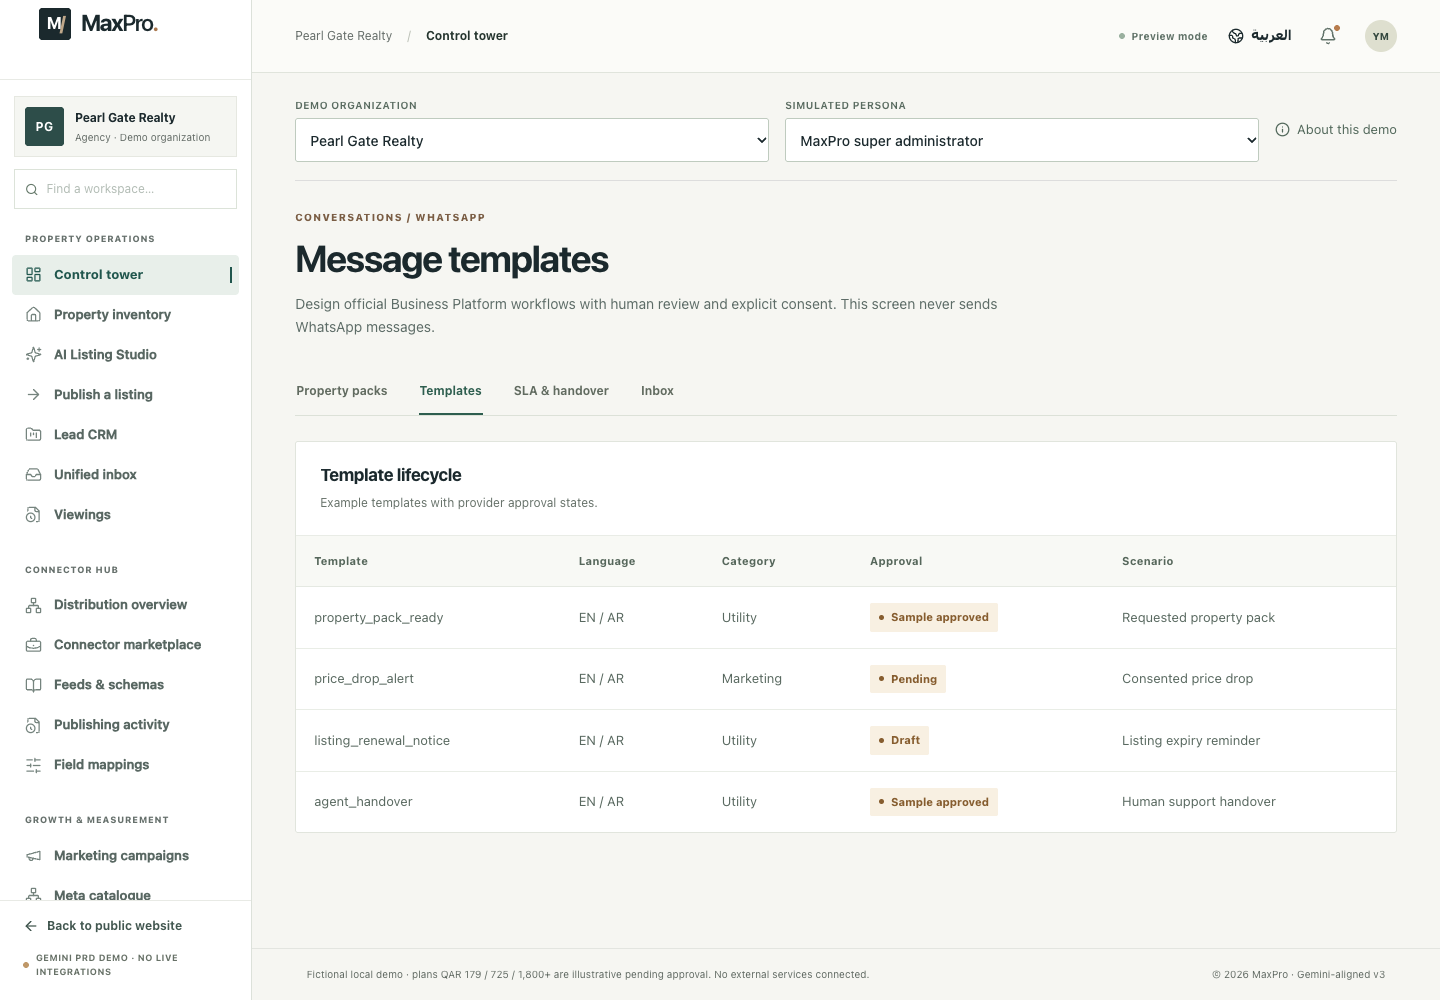 M/ MaxPro.
PG
Pearl Gate Realty
Agency · Demo organization
Find a workspace...
PROPERTY OPERATIONS
Control tower
Property inventory
AI Listing Studio
Publish a listing
Lead CRM
Unified inbox
Viewings
CONNECTOR HUB
Distribution overview
Connector marketplace
Feeds & schemas
Publishing activity
Field mappings
GROWTH & MEASUREMENT
Marketing campaigns
Meta catalogue
Back to public website
GEMINI PRD DEMO · NO LIVE
INTEGRATIONS
Pearl Gate Realty / Control tower
Preview mode
العربية
YM
DEMO ORGANIZATION
Pearl Gate Realty
SIMULATED PERSONA
MaxPro super administrator
About this demo
CONVERSATIONS / WHATSAPP
Message templates
Design official Business Platform workflows with human review and explicit consent. This screen never sends
WhatsApp messages.
Property packs Templates SLA & handover Inbox
Template lifecycle
Example templates with provider approval states.
Template Language Category Approval Scenario
property_pack_ready EN / AR Utility Sample approved Requested property pack
price_drop_alert EN / AR Marketing Pending Consented price drop
listing_renewal_notice EN / AR Utility Draft Listing expiry reminder
agent_handover EN / AR Utility Sample approved Human support handover
Fictional local demo · plans QAR 179 / 725 / 1,800+ are illustrative pending approval. No external services connected.
© 2026 MaxPro · Gemini-aligned v3